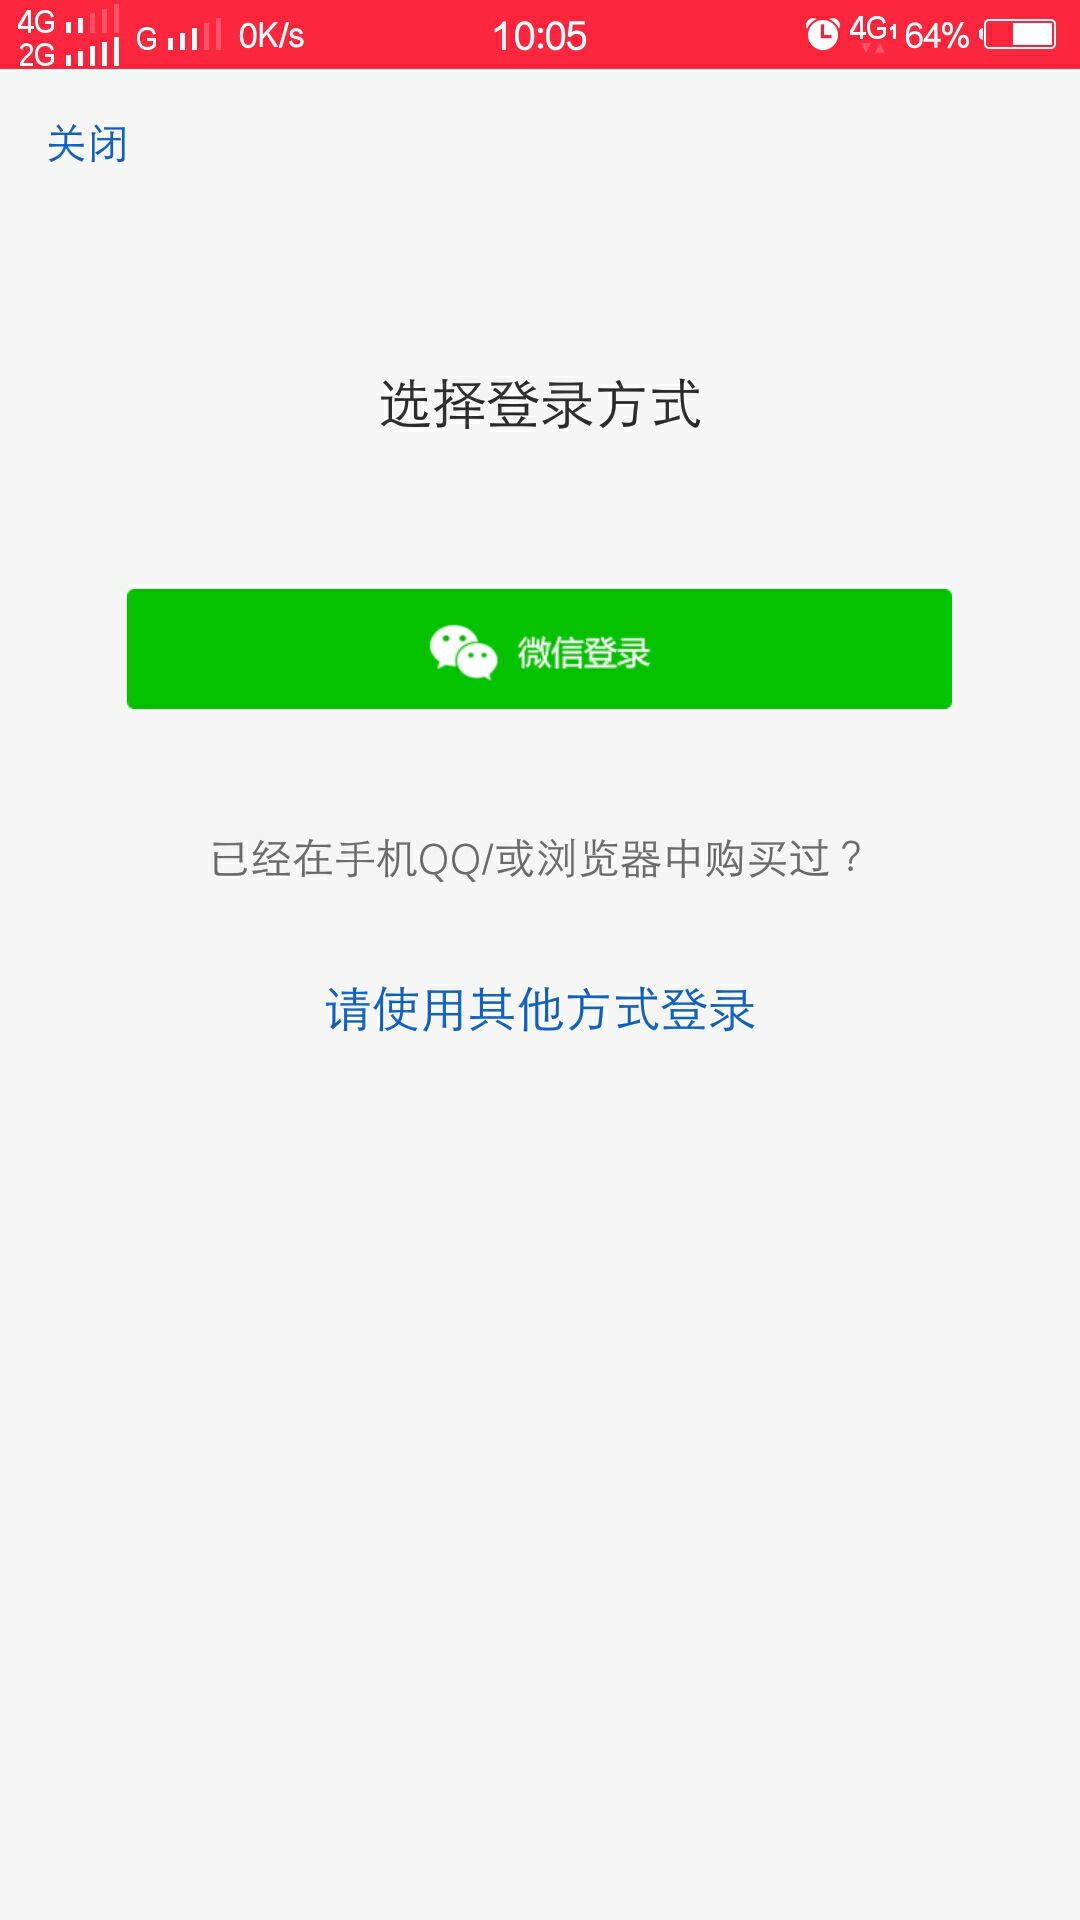 4G
2G
G 0K/s 10:05 4G1 64%
关闭
选择登录方式
微信登录
已经在手机QQ/或浏览器中购买过？
请使用其他方式登录